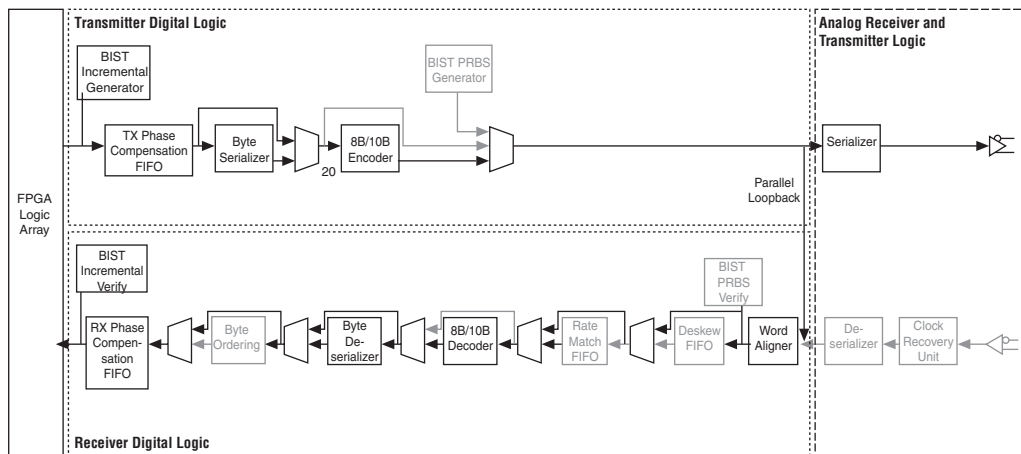 Transmitter Digital Logic
Analog Receiver and
Transmitter Logic
BIST
Incremental
Generator
BIST PRBS
Generator
TX Phase
Compensation
FIFO
Byte
Serializer
20
8B/10B
Encoder
Serializer
Parallel
Loopback
FPGA
Logic
Array
BIST
Incremental
Verify
BIST
PRBS
Verify
RX Phase
Compen-
sation
FIFO
Byte
Ordering
Byte
De-
serializer
8B/10B
Decoder
Rate
Match
FIFO
Deskew
FIFO
Word
Aligner
De-
serializer
Clock
Recovery
Unit
Receiver Digital Logic